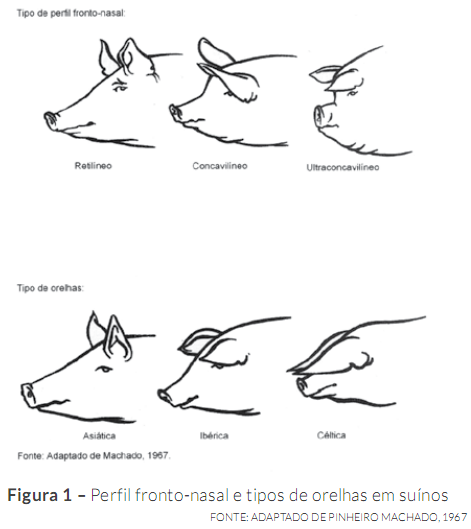 Tipo de perfil fronto-nasal:
Retilíneo Concavilíneo Ultraconcavilíneo
Tipo de orelhas:
Asiática Ibérica Céltica
Fonte: Adaptado de Machado, 1967.
Figura 1 – Perfil fronto-nasal e tipos de orelhas em suínos
FONTE: ADAPTADO DE PINHEIRO MACHADO, 1967